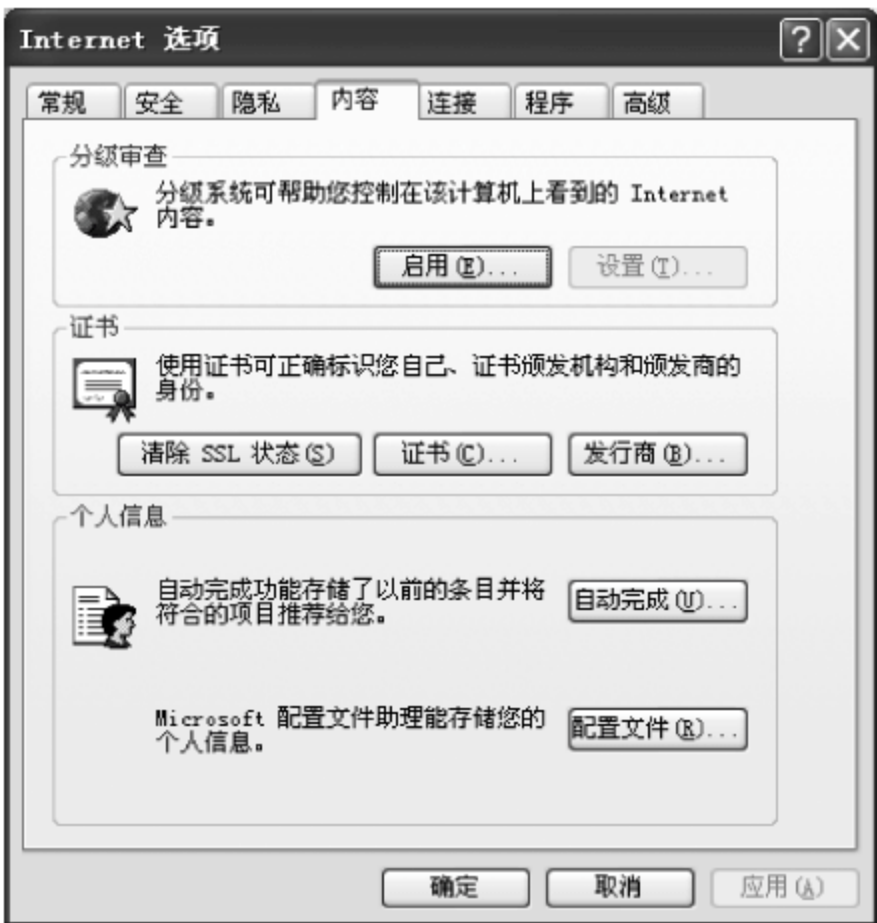 Internet 选项
常规 安全 隐私 内容 连接 程序 高级
分级审查
分级系统可帮助您控制在该计算机上看到的 Internet
内容。
启用(E)... 设置(T)...
证书
使用证书可正确标识您自己、证书颁发机构和颁发商的
身份。
清除 SSL 状态(S) 证书(C)... 发行商(B)...
个人信息
自动完成功能存储了以前的条目并将
符合的项目推荐给您。
自动完成(U)...
Microsoft 配置文件助理能存储您的
个人信息。
配置文件(R)...
确定 取消 应用(A)